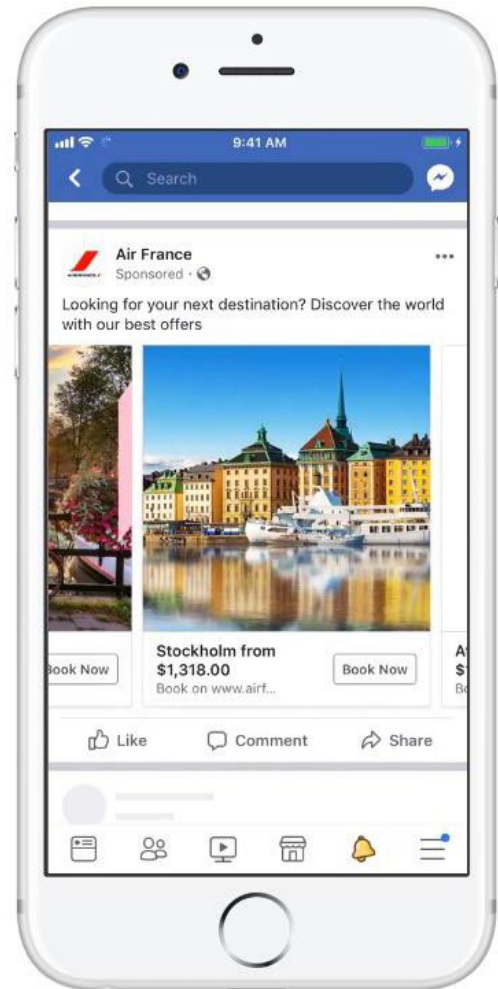 9:41 AM
Search
Air France
Sponsored
Looking for your next destination? Discover the world
with our best offers
Book Now
Stockholm from
$1,318.00
Book on www.airf...
Book Now
A
$
B
Like
Comment
Share